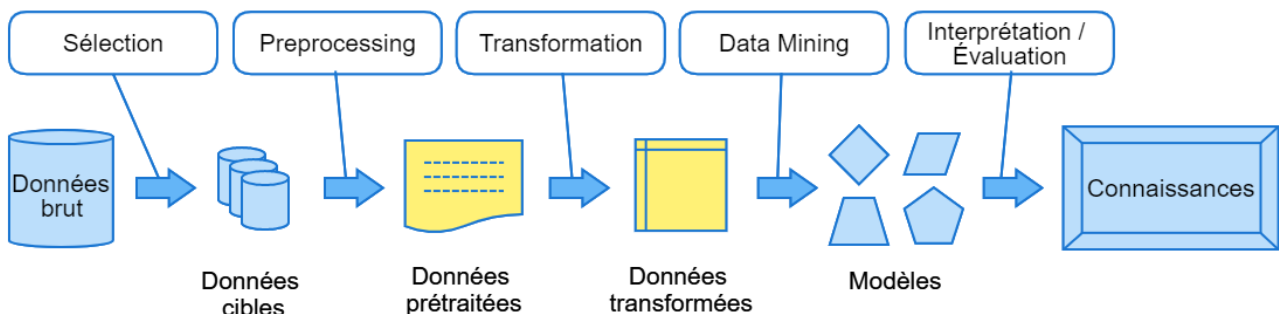 Sélection
Preprocessing
Transformation
Data Mining
Interprétation /
Évaluation
Données
brut
Connaissances
Données
cibles
Données
prétraitées
Données
transformées
Modèles